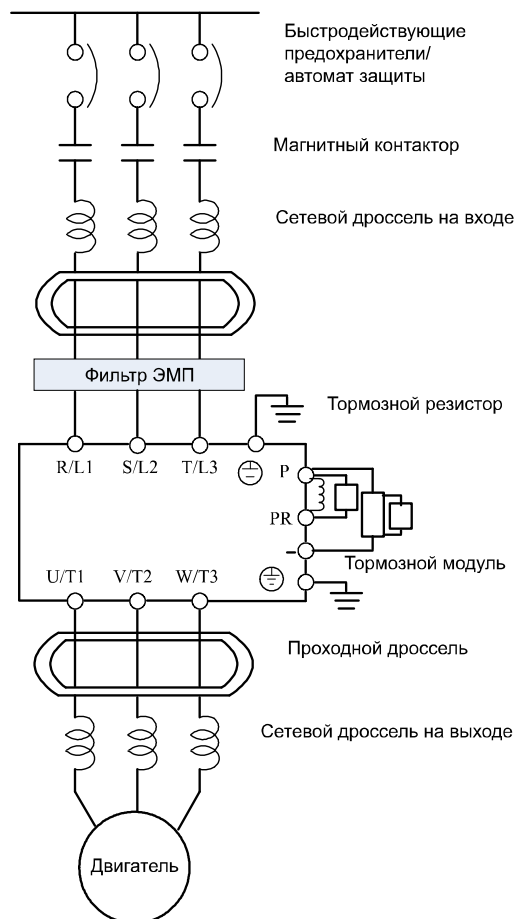 Быстродействующие
предохранители/
автомат защиты
Магнитный контактор
Сетевой дроссель на входе
Фильтр ЭМП
Тормозной резистор
R/L1 S/L2 T/L3 P
PR
-
Тормозной модуль
U/T1 V/T2 W/T3
Проходной дроссель
Сетевой дроссель на выходе
Двигатель